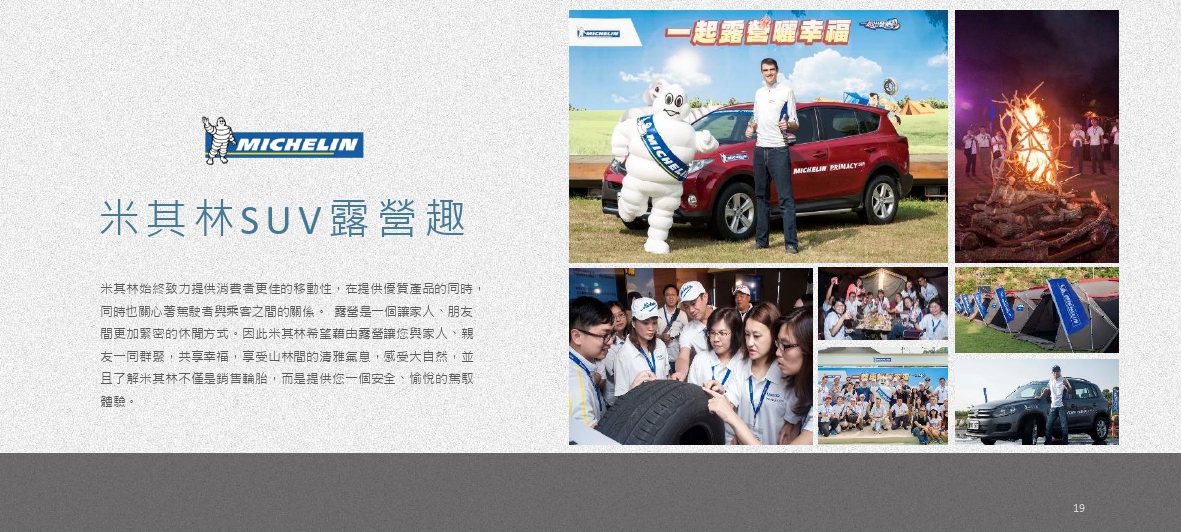 MICHELIN
米其林SUV露營趣
米其林始終致力提供消費者更佳的移動性，在提供優質產品的同時，
同時也關心著駕駛者與乘客之間的關係。 露營是一個讓家人、朋友
間更加緊密的休閒方式。因此米其林希望藉由露營讓您與家人、親
友一同群聚，共享幸福，享受山林間的清雅氣息，感受大自然，並
且了解米其林不僅是銷售輪胎，而是提供您一個安全、愉悅的駕馭
體驗。
MICHELIN
一起露營曬幸福
MICHELIN
MICHELIN PRIMACY
19